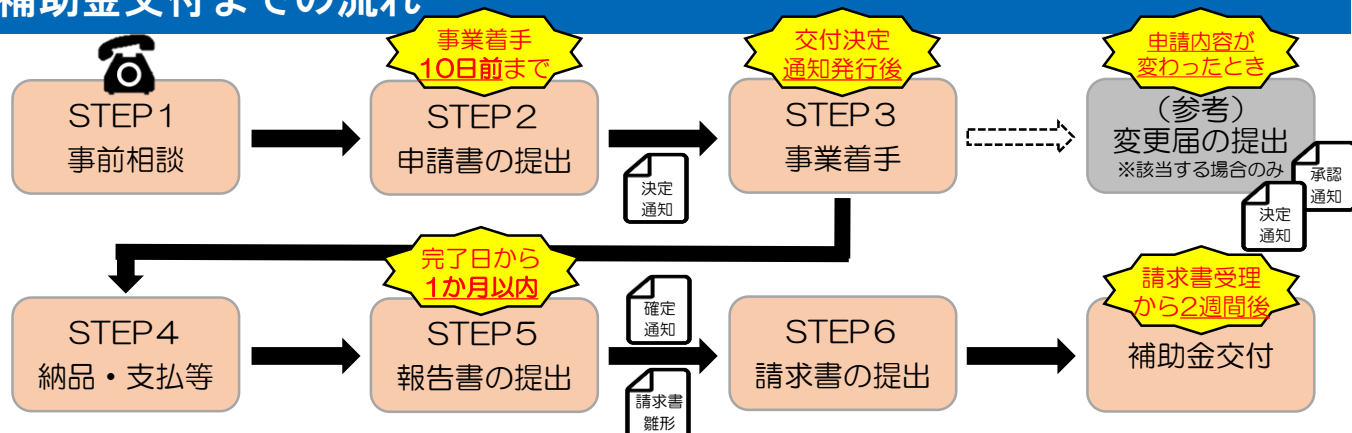 補助金交付までの流れ
STEP1
事前相談
事業着手
10日前まで
STEP2
申請書の提出
決定
通知
交付決定
通知発行後
STEP3
事業着手
申請内容が
変わったとき
(参考)
変更届の提出
※該当する場合のみ
承認
通知
決定
通知
STEP4
納品・支払等
完了日から
1か月以内
STEP5
報告書の提出
確定
通知
請求書
雛形
STEP6
請求書の提出
請求書受理
から2週間後
補助金交付